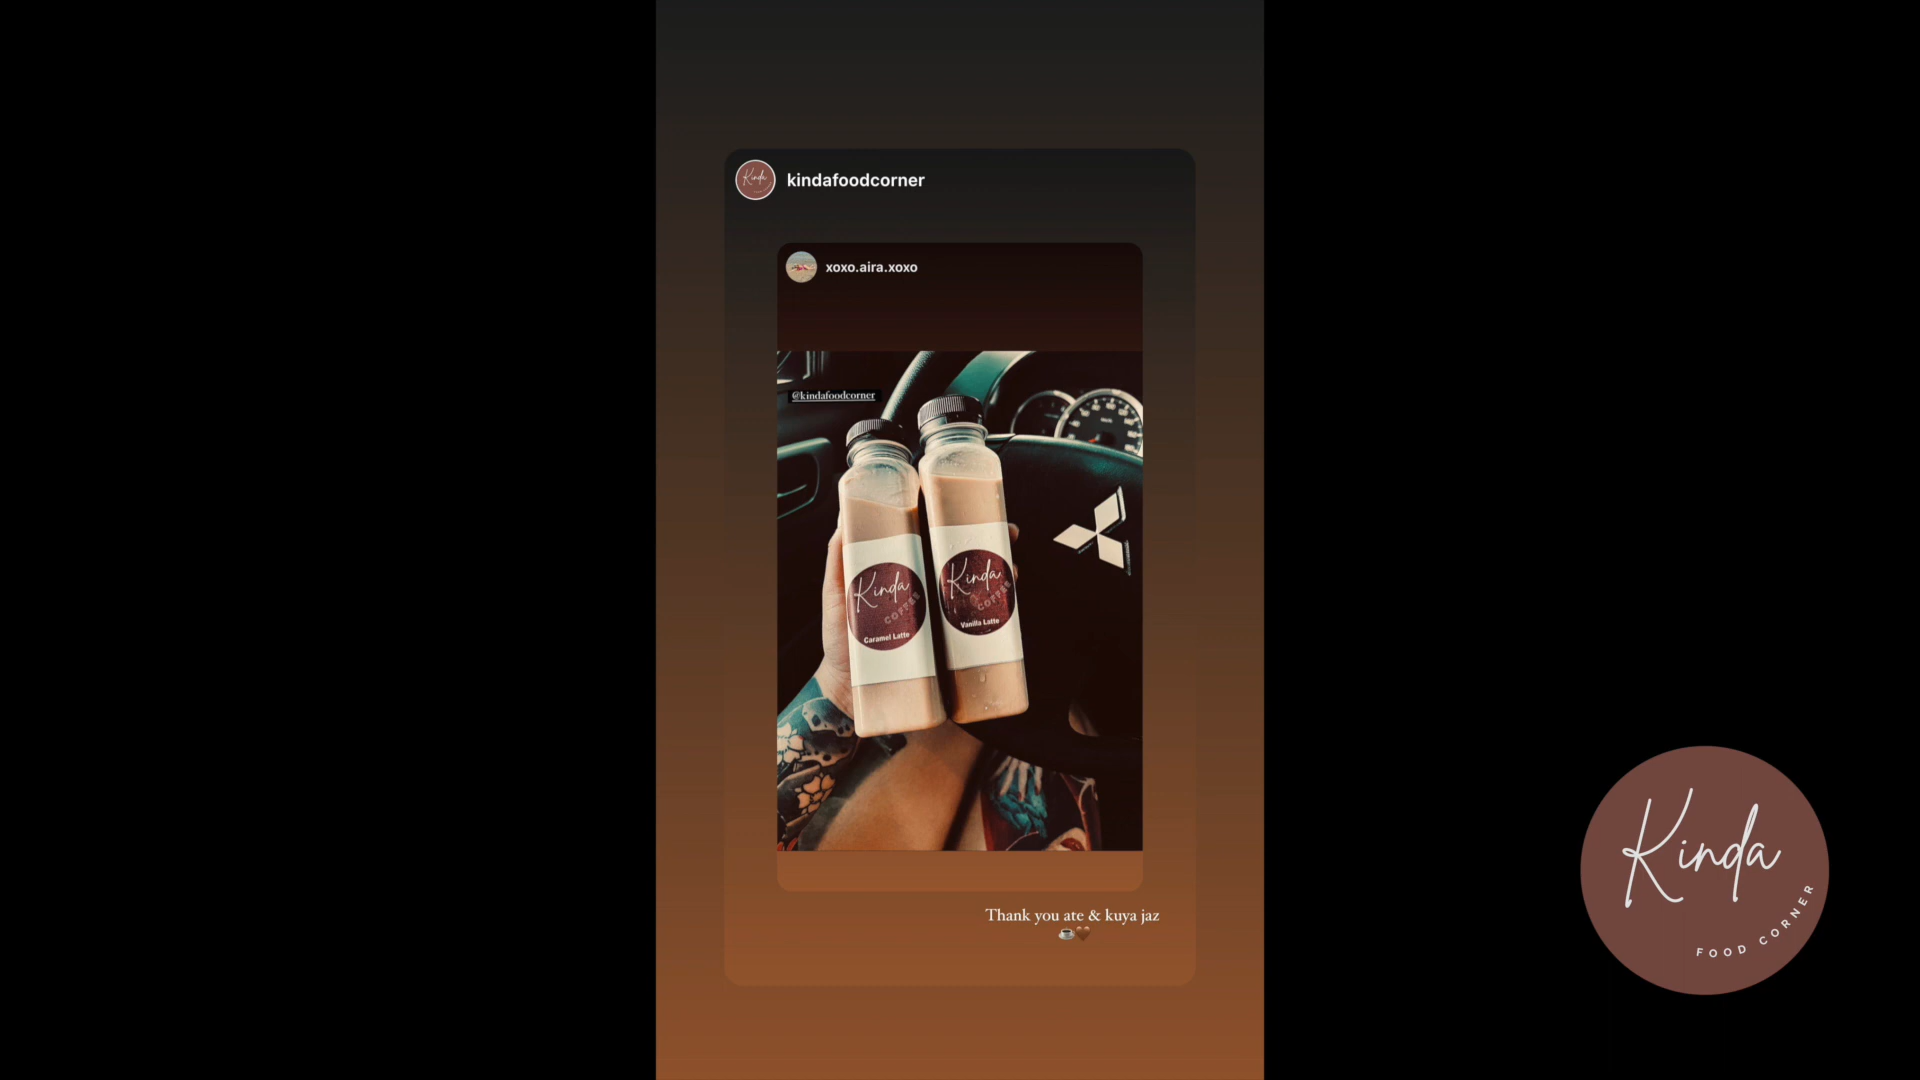 Kinda
kindafoodcorner
xoxo.aira.xoxo
@kindafoodcorner
Kinda
COFFEE
Caramel Latte
Kinda
COFFEE
Vanilla Latte
Thank you ate & kuya jaz
☕🤎
Kinda
FOOD CORNER